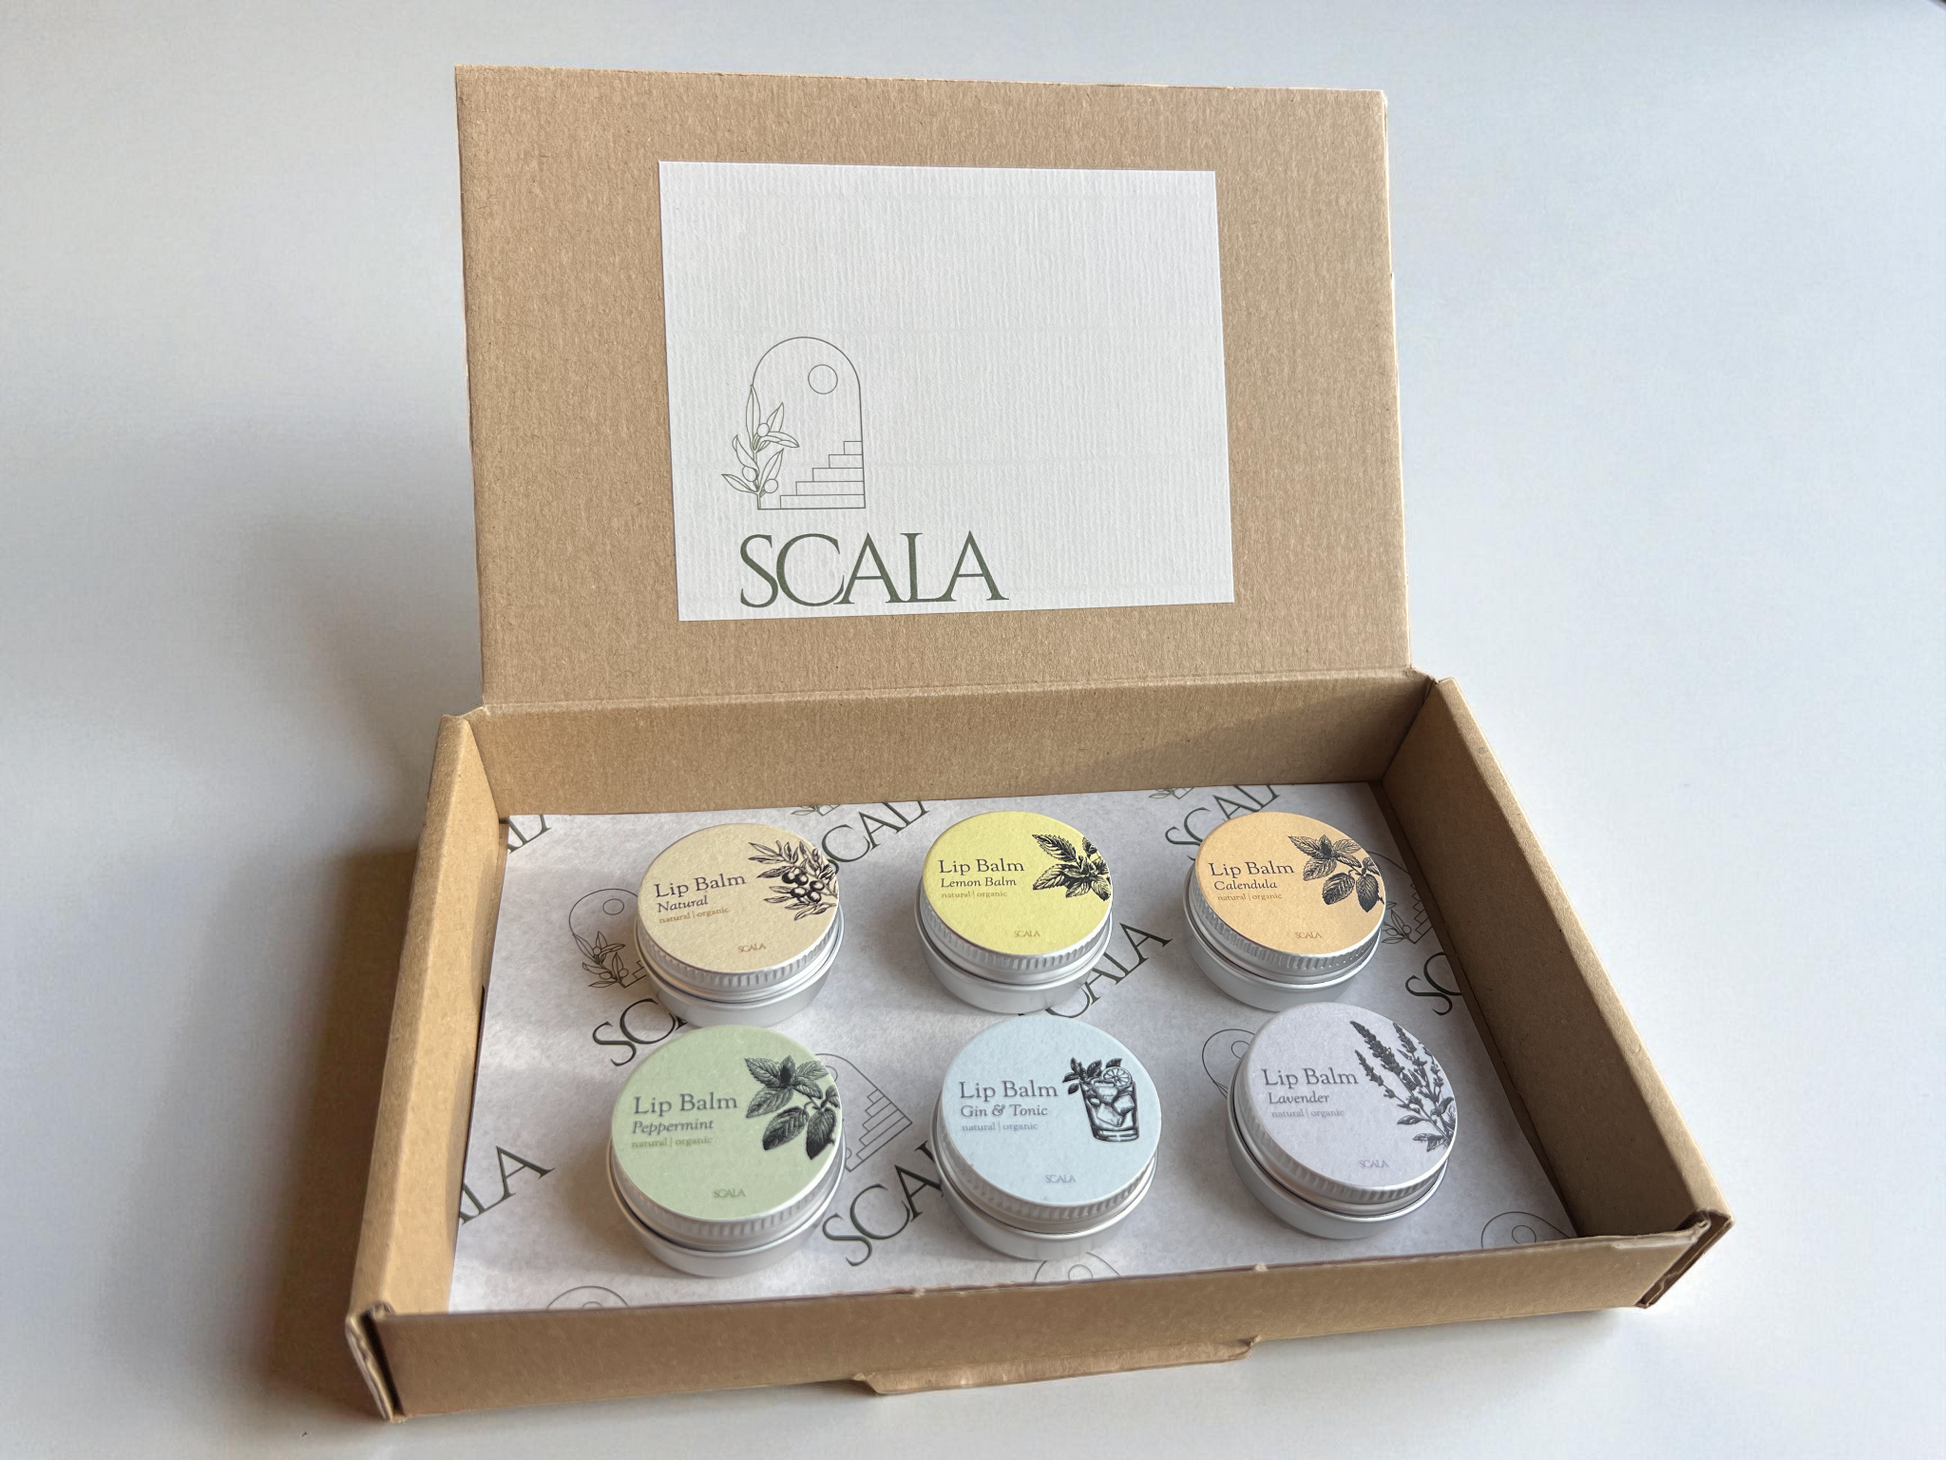 SCALA
SCALA
SCALA
Lip Balm
Natural
natural | organic
SCALA
Lip Balm
Lemon Balm
natural | organic
SCALA
Lip Balm
Calendula
natural | organic
SCALA
Lip Balm
Peppermint
natural | organic
SCALA
Lip Balm
Gin & Tonic
natural | organic
SCALA
Lip Balm
Lavender
natural | organic
SCALA